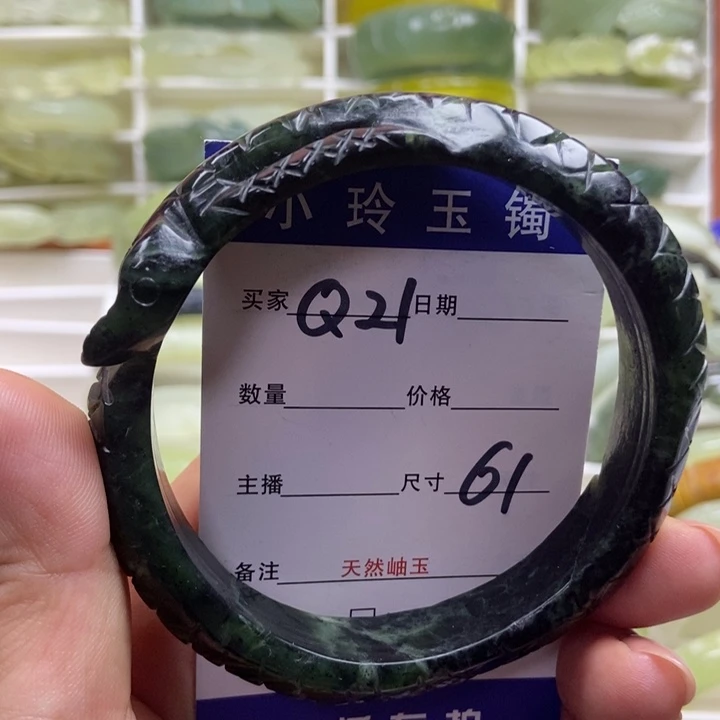 小玲玉镯
买家 Q21 日期
数量 价格
主播 尺寸 61
备注 天然岫玉